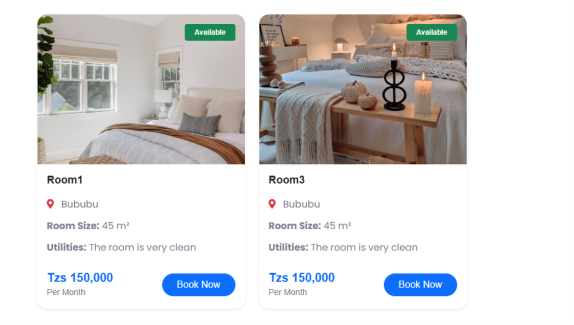 Available
Room1
Bububu
Room Size: 45 m²
Utilities: The room is very clean
Tzs 150,000
Per Month
Book Now
Available
Room3
Bububu
Room Size: 45 m²
Utilities: The room is very clean
Tzs 150,000
Per Month
Book Now